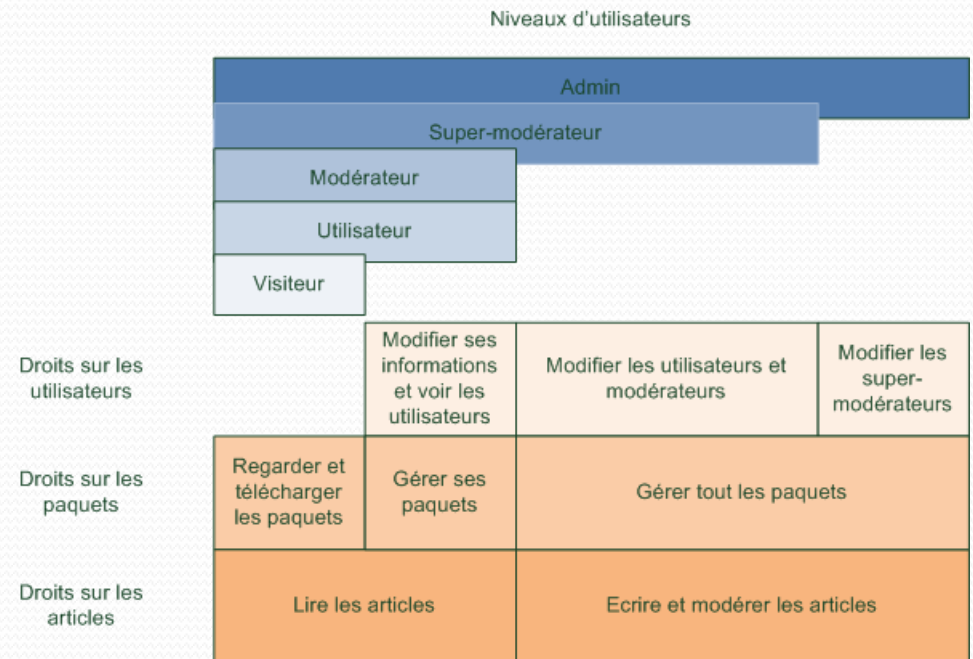 Niveaux d'utilisateurs
Admin
Super-modérateur
Modérateur
Utilisateur
Visiteur
Droits sur les
utilisateurs
Modifier ses
informations
et voir les
utilisateurs
Modifier les utilisateurs et
modérateurs
Modifier les
super-
modérateurs
Droits sur les
paquets
Regarder et
télécharger
les paquets
Gérer ses
paquets
Gérer tout les paquets
Droits sur les
articles
Lire les articles
Ecrire et modérer les articles